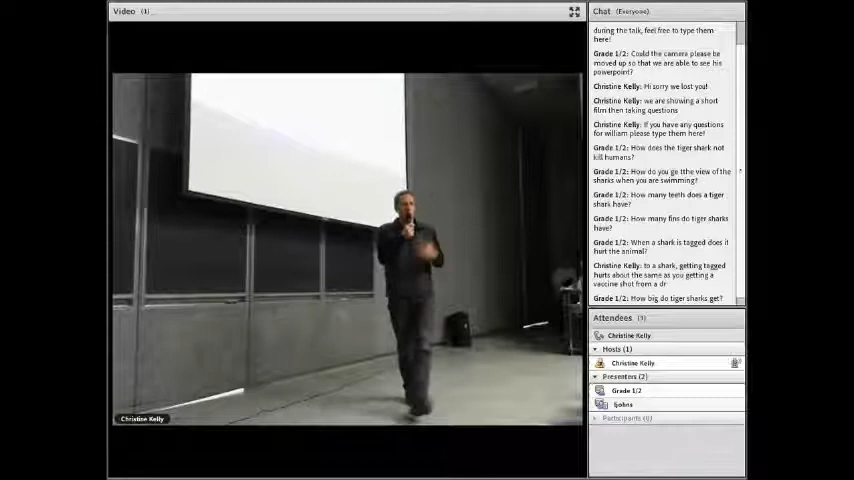 Video (1)
Chat (Everyone)
during the talk, feel free to type them
here!
Grade 1/2: Could the camera please be
moved up so that we are able to see his
powerpoint?
Christine Kelly: Hi sorry we lost you!
Christine Kelly: we are showing a short
film then taking questions
Christine Kelly: If you have any questions
for william please type them here!
Grade 1/2: How does the tiger shark not
kill humans?
Grade 1/2: How do you ge tthe view of the
sharks when you are swimming?
Grade 1/2: How many teeth does a tiger
shark have?
Grade 1/2: How many fins do tiger sharks
have?
Grade 1/2: When a shark is tagged does it
hurt the animal?
Christine Kelly: to a shark, getting tagged
hurts about the same as you getting a
vaccine shot from a dr
Grade 1/2: How big do tiger sharks get?
Attendees (3)
Christine Kelly
Hosts (1)
Christine Kelly
Presenters (2)
Grade 1/2
ljohns
Participants (0)
Christine Kelly